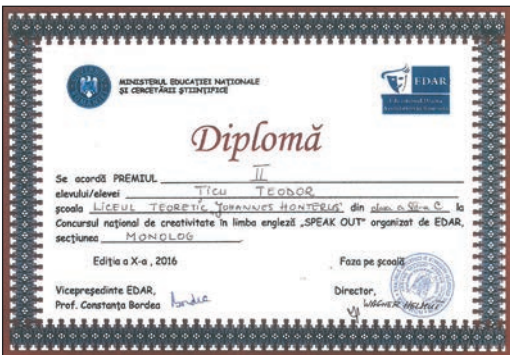 MINISTERUL EDUCAȚIEI NAȚIONALE
ȘI CERCETĂRII ȘTIINȚIFICE
EDAR
Diplomă
Se acordă PREMIUL II
elevului/elevei TICU TEODOR
școala LICEUL TEORETIC „JOHANNES HONTERUS" din clasa a C la
Concursul național de creativitate în limba engleză „SPEAK OUT" organizat de EDAR,
secțiunea MONOLOG
Ediția a X-a, 2016
Faza pe școală
Vicepreședinte EDAR,
Director,
Prof. Constanța Bordea
WAGNER HELMUT